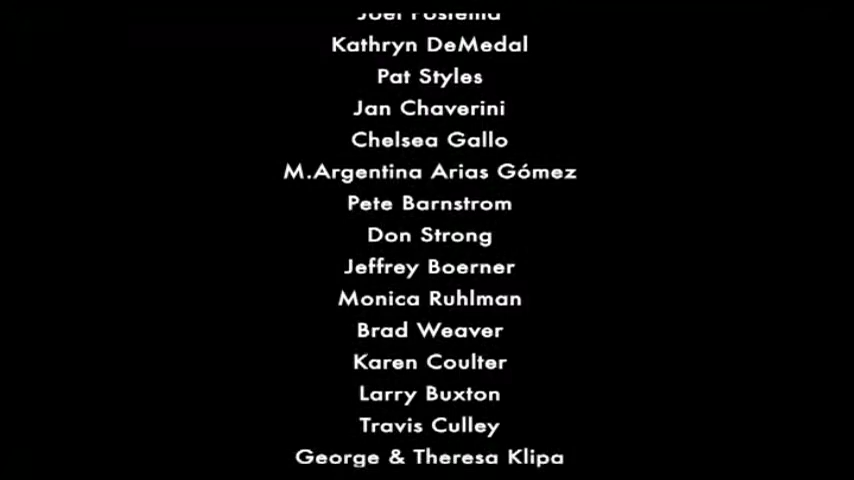 Kathryn DeMedal
Pat Styles
Jan Chaverini
Chelsea Gallo
M.Argentina Arias Gómez
Pete Barnstrom
Don Strong
Jeffrey Boerner
Monica Ruhlman
Brad Weaver
Karen Coulter
Larry Buxton
Travis Culley
George & Theresa Klipa